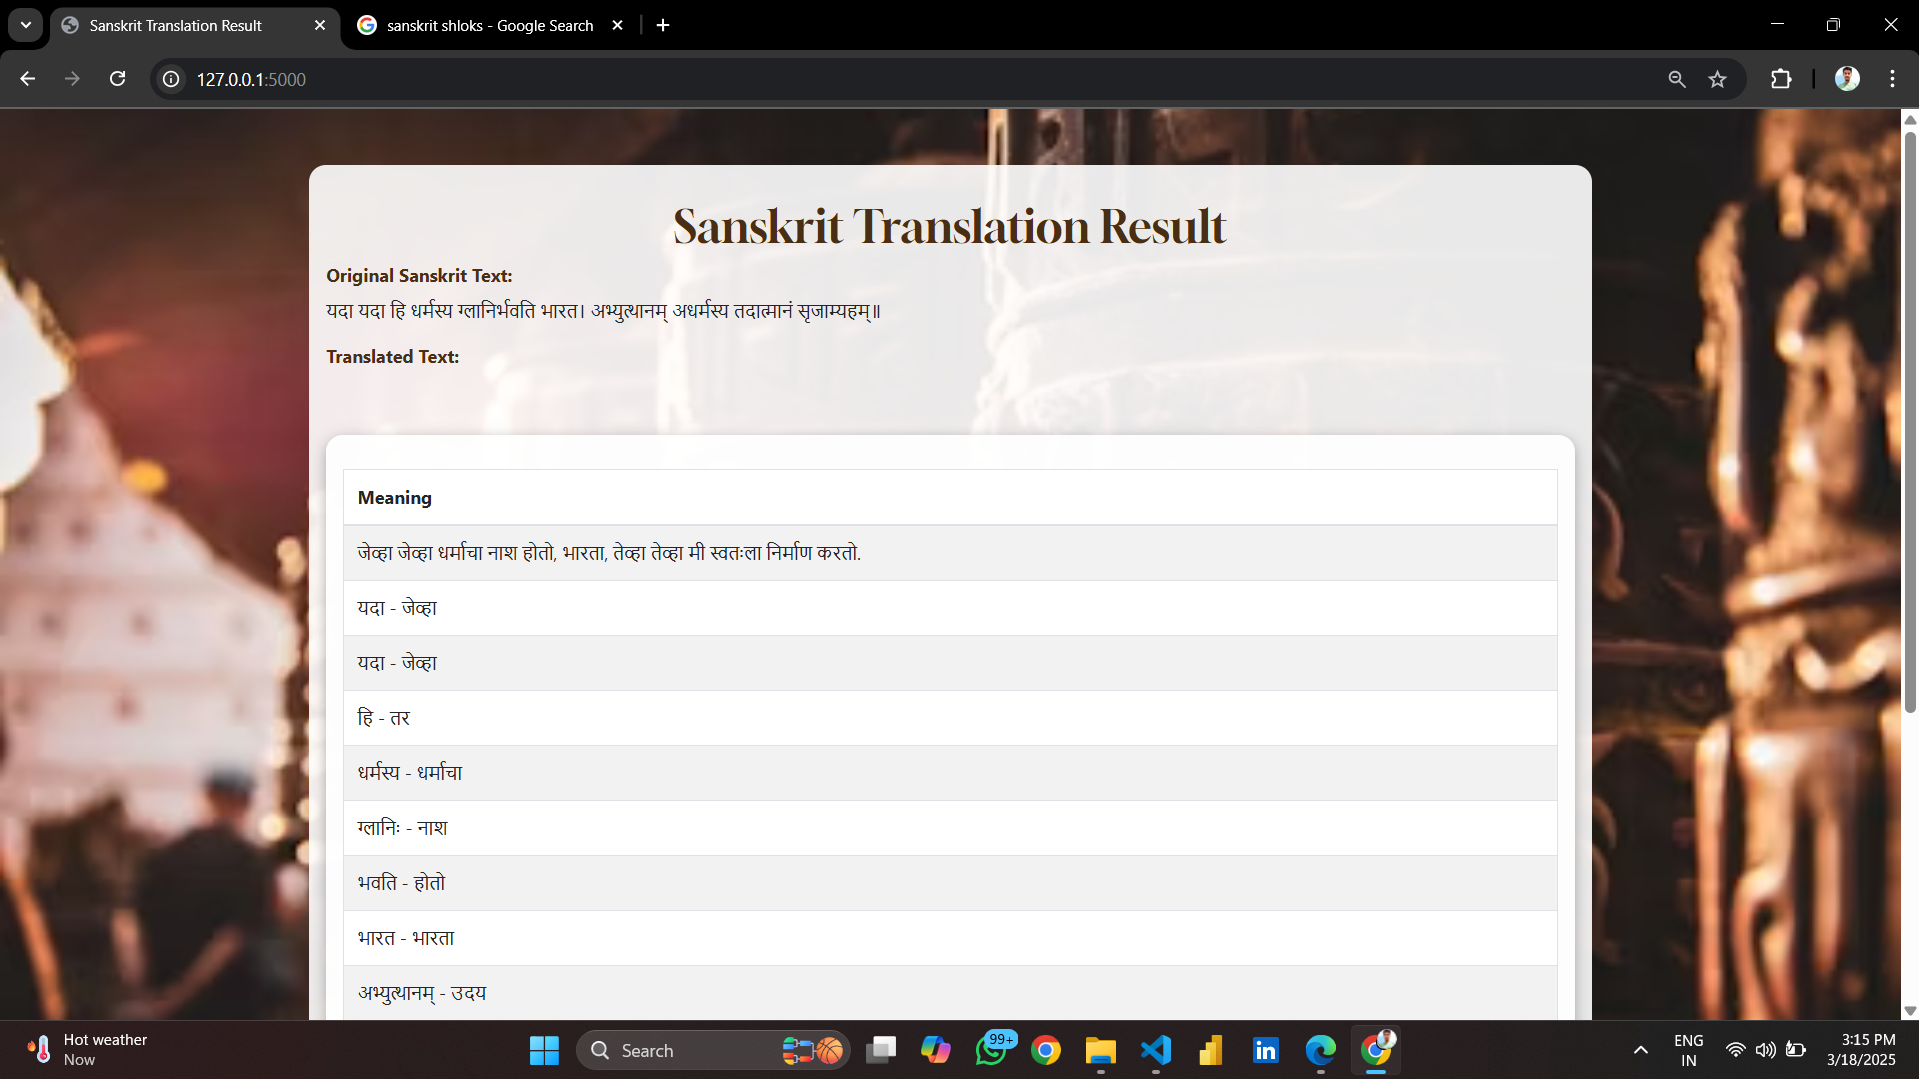 Sanskrit Translation Result
sanskrit shloks - Google Search
127.0.0.1:5000
Sanskrit Translation Result
Original Sanskrit Text:
यदा यदा हि धर्मस्य ग्लानिर्भवति भारत। अभ्युत्थानम् अधर्मस्य तदात्मानं सृजाम्यहम्॥
Translated Text:
Meaning
जेव्हा जेव्हा धर्माचा नाश होतो, भारता, तेव्हा तेव्हा मी स्वतःला निर्माण करतो.
यदा - जेव्हा
यदा - जेव्हा
हि - तर
धर्मस्य - धर्माचा
ग्लानिः - नाश
भवति - होतो
भारत - भारता
अभ्युत्थानम् - उदय
Hot weather
Now
Search
99+
ENG
IN
3:15 PM
3/18/2025